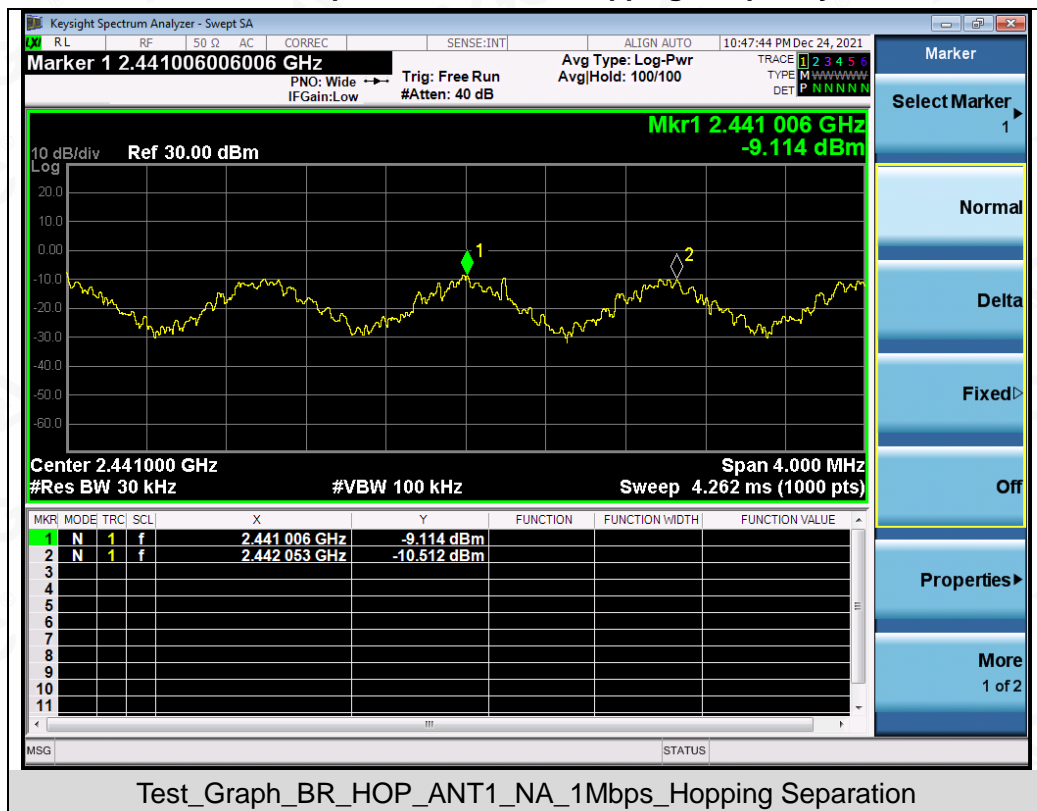 Keysight Spectrum Analyzer - Swept SA
LXI RL RF 50 Ω AC CORREC SENSE:INT ALIGN AUTO 10:47:44 PM Dec 24, 2021
Marker 1 2.441006006006 GHz
PNO: Wide
IFGain:Low
Trig: Free Run
#Atten: 40 dB
Avg Type: Log-Pwr
Avg|Hold: 100/100
TRACE 1 2 3 4 5 6
TYPE M WWWWW
DET P N N N N N
Mkr1 2.441 006 GHz
-9.114 dBm
10 dB/div Ref 30.00 dBm
Log
20.0
10.0
0.00
-10.0
-20.0
-30.0
-40.0
-50.0
-60.0
1
2
Center 2.441000 GHz Span 4.000 MHz
#Res BW 30 kHz #VBW 100 kHz Sweep 4.262 ms (1000 pts)
MKR MODE TRC SCL X Y FUNCTION FUNCTION WIDTH FUNCTION VALUE
1 N 1 f 2.441 006 GHz -9.114 dBm
2 N 1 f 2.442 053 GHz -10.512 dBm
3
4
5
6
7
8
9
10
11
MSG STATUS
Marker
Select Marker
1
Normal
Delta
Fixed
Off
Properties
More
1 of 2
Test_Graph_BR_HOP_ANT1_NA_1Mbps_Hopping Separation